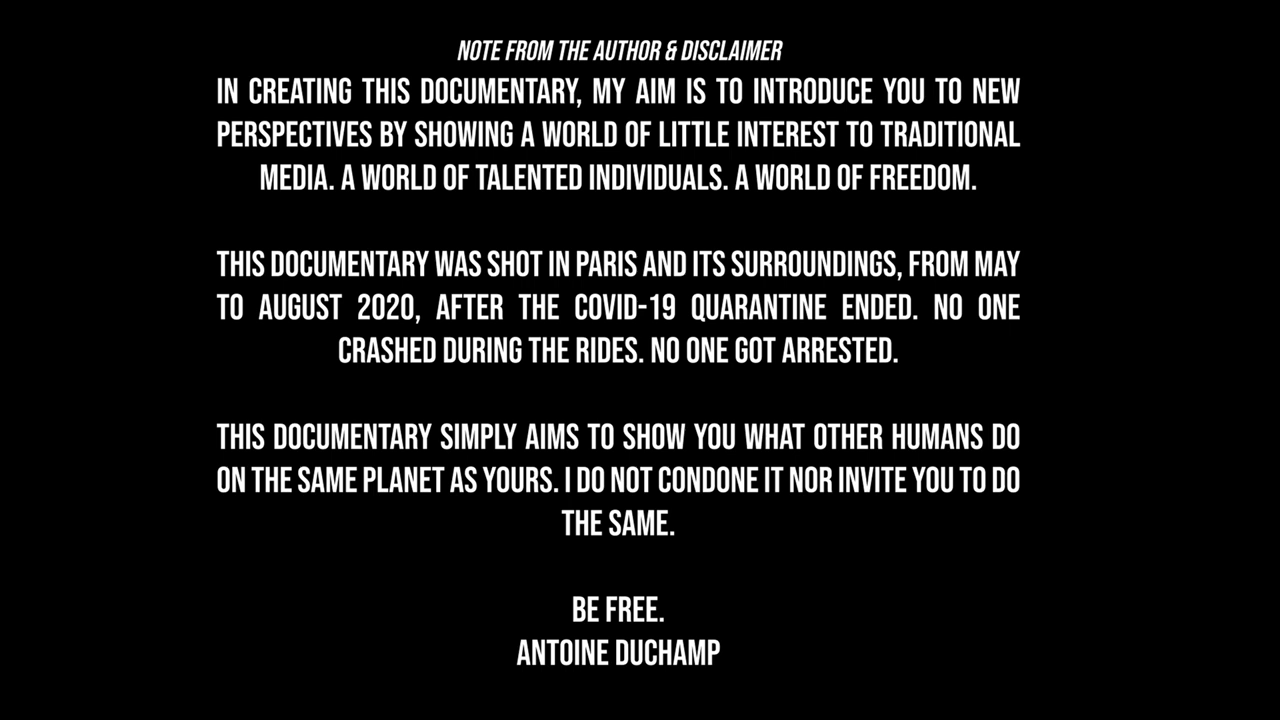 NOTE FROM THE AUTHOR & DISCLAIMER
IN CREATING THIS DOCUMENTARY, MY AIM IS TO INTRODUCE YOU TO NEW
PERSPECTIVES BY SHOWING A WORLD OF LITTLE INTEREST TO TRADITIONAL
MEDIA. A WORLD OF TALENTED INDIVIDUALS. A WORLD OF FREEDOM.
THIS DOCUMENTARY WAS SHOT IN PARIS AND ITS SURROUNDINGS, FROM MAY
TO AUGUST 2020, AFTER THE COVID-19 QUARANTINE ENDED. NO ONE
CRASHED DURING THE RIDES. NO ONE GOT ARRESTED.
THIS DOCUMENTARY SIMPLY AIMS TO SHOW YOU WHAT OTHER HUMANS DO
ON THE SAME PLANET AS YOURS. I DO NOT CONDONE IT NOR INVITE YOU TO DO
THE SAME.
BE FREE.
ANTOINE DUCHAMP